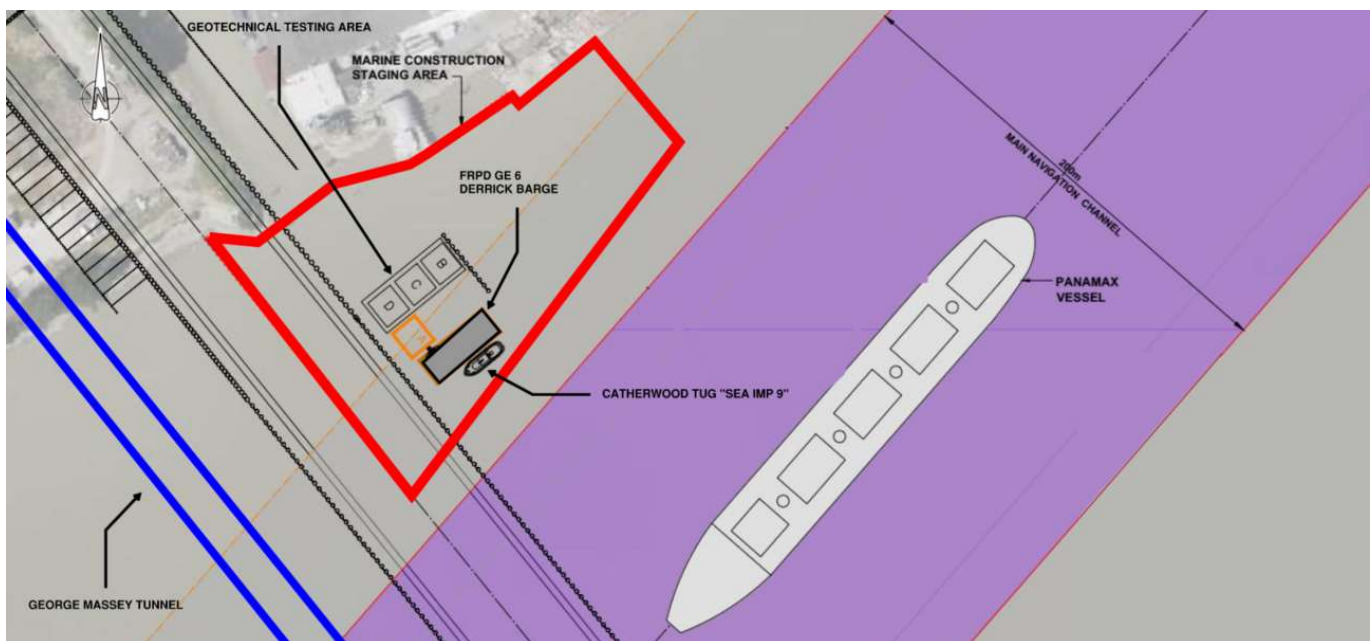 GEOTECHNICAL TESTING AREA
MARINE CONSTRUCTION
STAGING AREA
N
FRPD GE 6
DERRICK BARGE
B
C
D
A
200m
MAIN NAVIGATION CHANNEL
PANAMAX
VESSEL
CATHERWOOD TUG "SEA IMP 9"
GEORGE MASSEY TUNNEL